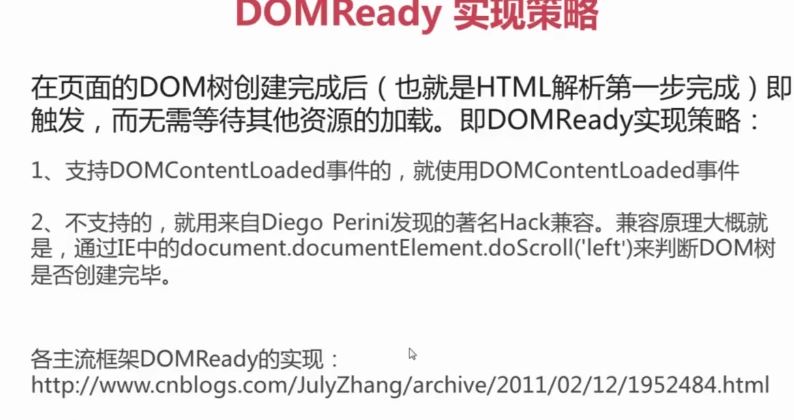 DOMReady 实现策略
在页面的DOM树创建完成后（也就是HTML解析第一步完成）即
触发，而无需等待其他资源的加载。即DOMReady实现策略：
1、支持DOMContentLoaded事件的，就使用DOMContentLoaded事件
2、不支持的，就用来自Diego Perini发现的著名Hack兼容。兼容原理大概就
是，通过IE中的document.documentElement.doScroll('left')来判断DOM树
是否创建完毕。
各主流框架DOMReady的实现：
http://www.cnblogs.com/JulyZhang/archive/2011/02/12/1952484.html